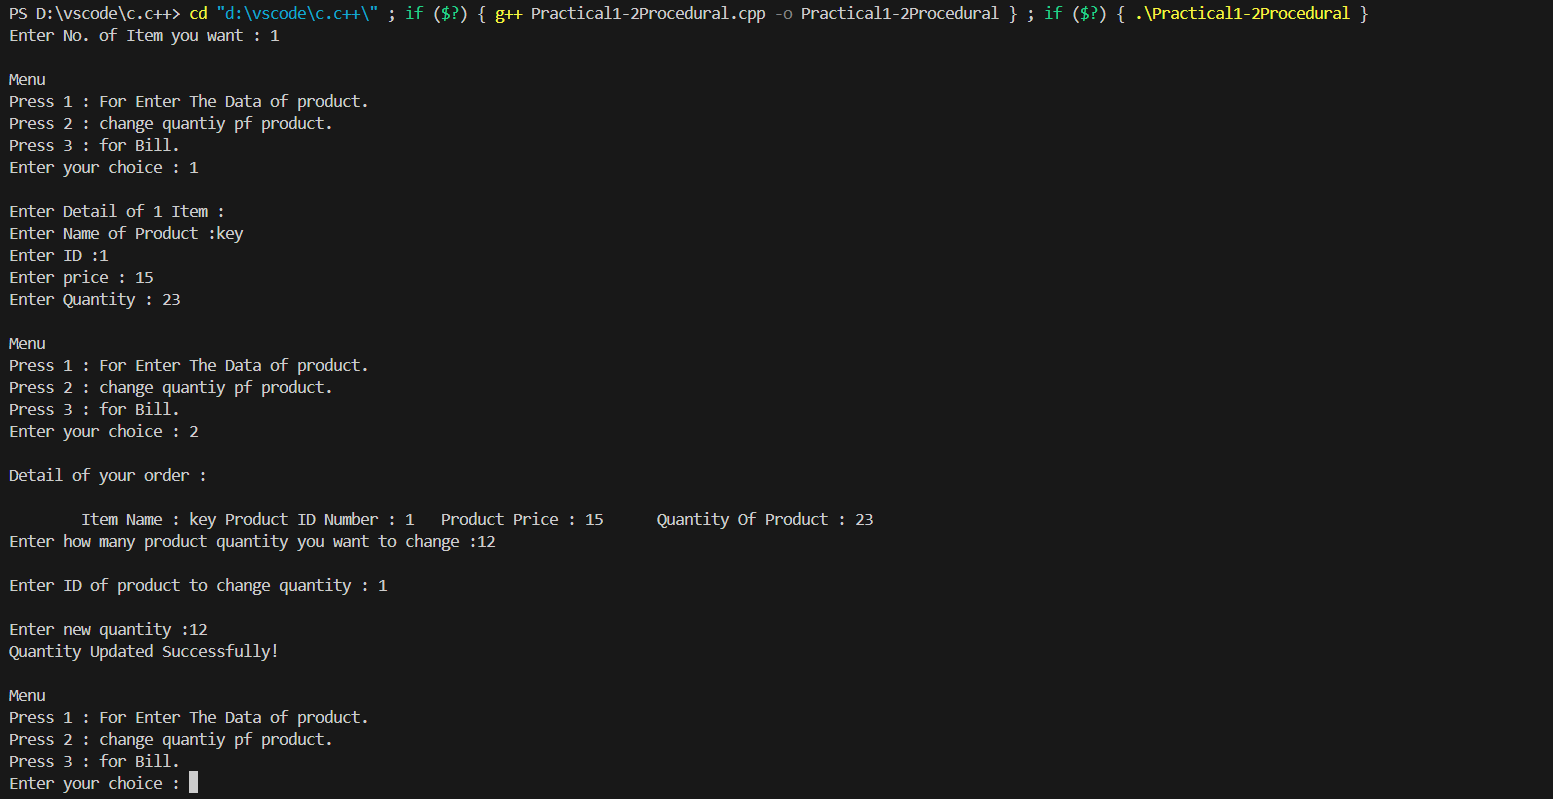 PS D:\vscode\c.c++> cd "d:\vscode\c.c++\" ; if ($?) { g++ Practical1-2Procedural.cpp -o Practical1-2Procedural } ; if ($?) { .\Practical1-2Procedural }
Enter No. of Item you want : 1
Menu
Press 1 : For Enter The Data of product.
Press 2 : change quantiy pf product.
Press 3 : for Bill.
Enter your choice : 1
Enter Detail of 1 Item :
Enter Name of Product :key
Enter ID :1
Enter price : 15
Enter Quantity : 23
Menu
Press 1 : For Enter The Data of product.
Press 2 : change quantiy pf product.
Press 3 : for Bill.
Enter your choice : 2
Detail of your order :
Item Name : key Product ID Number : 1 Product Price : 15 Quantity Of Product : 23
Enter how many product quantity you want to change :12
Enter ID of product to change quantity : 1
Enter new quantity :12
Quantity Updated Successfully!
Menu
Press 1 : For Enter The Data of product.
Press 2 : change quantiy pf product.
Press 3 : for Bill.
Enter your choice :